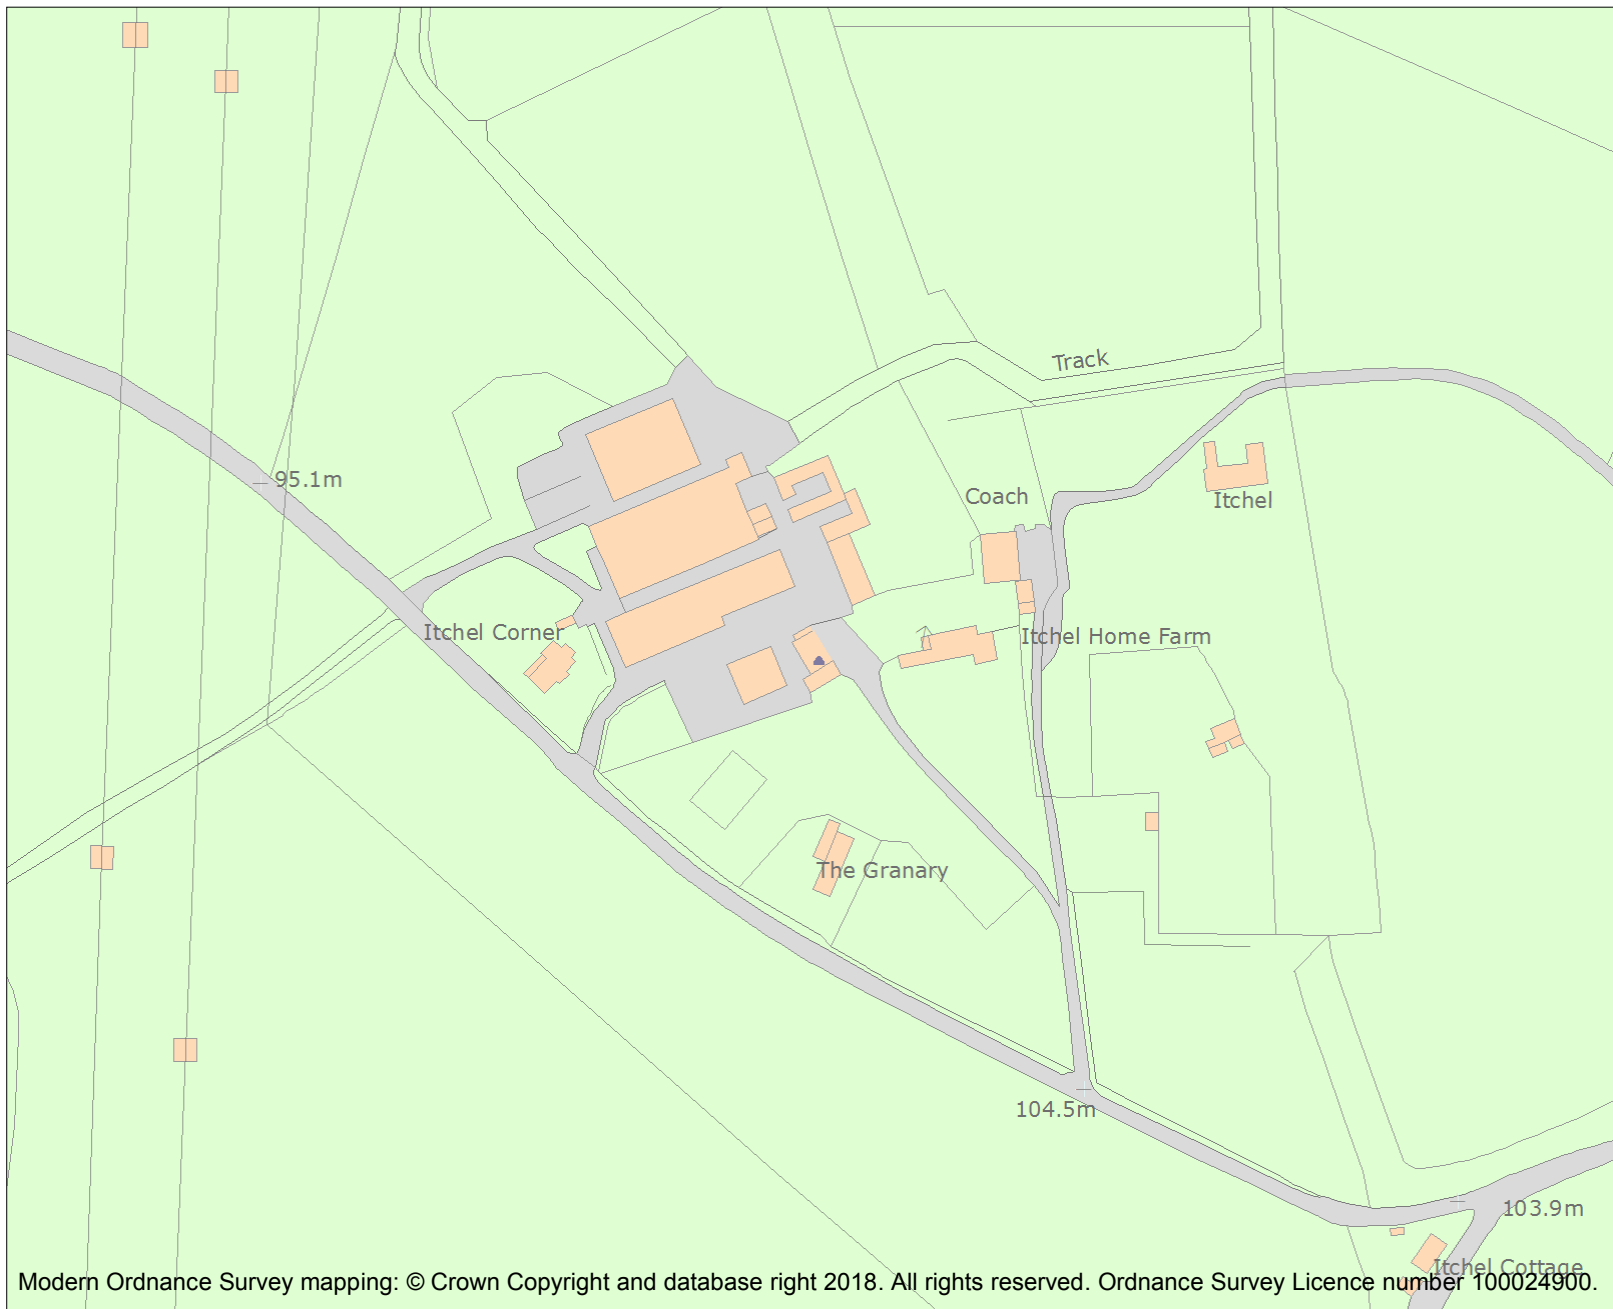 Track
95.1m
Coach
Itchel
Itchel Corner
Itchel Home Farm
The Granary
104.5m
103.9m
Itchel Cottage
Modern Ordnance Survey mapping: © Crown Copyright and database right 2018. All rights reserved. Ordnance Survey Licence number 100024900.